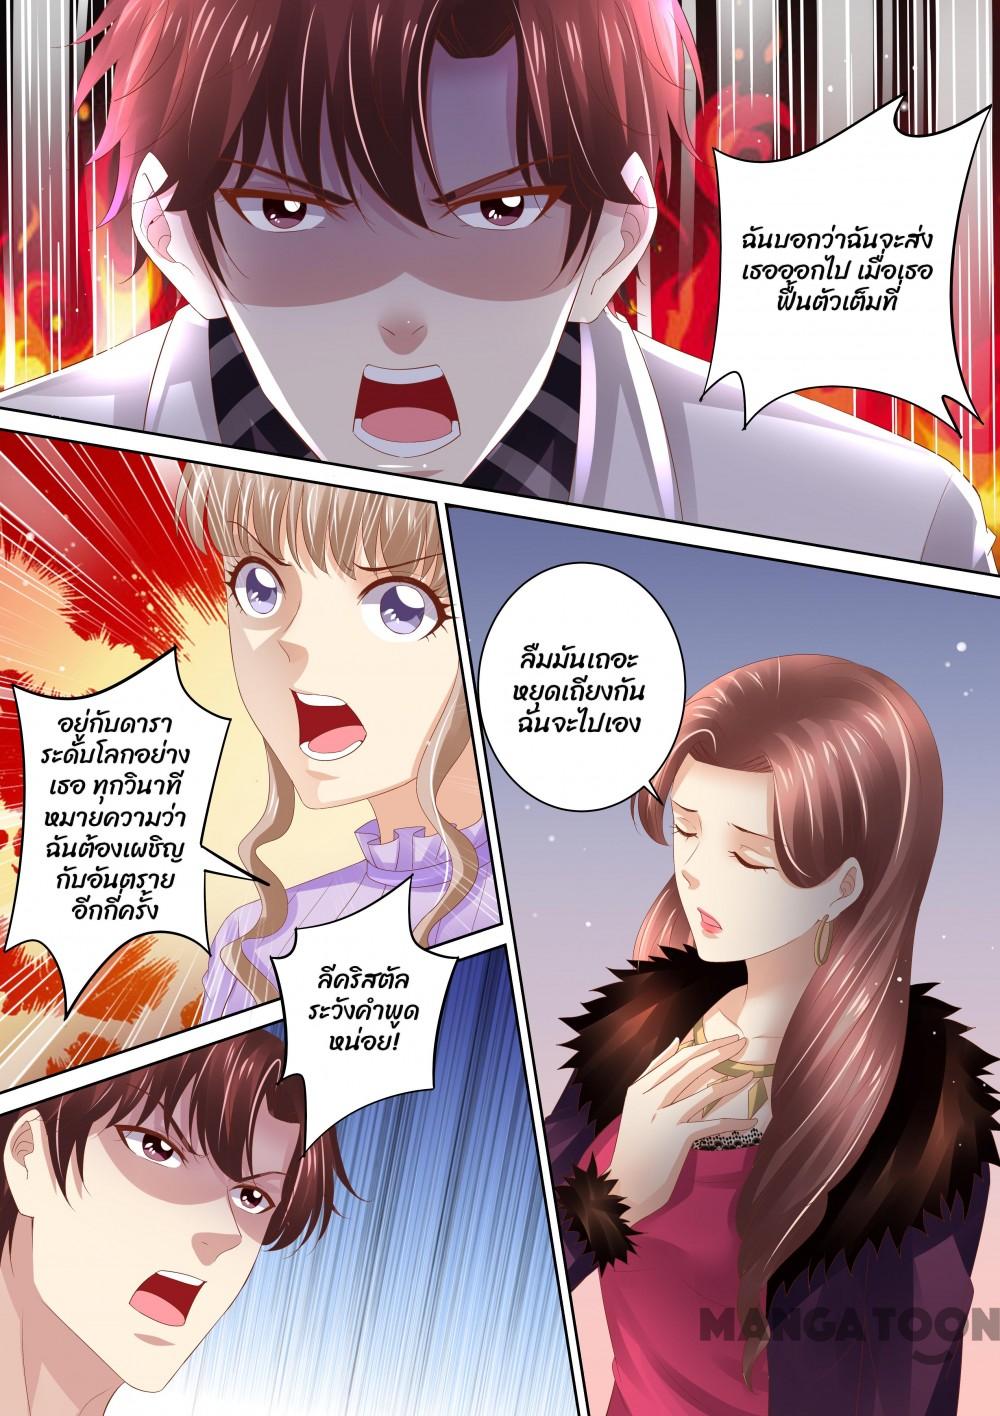 ฉันบอกว่าฉันจะส่ง
เธอออกไป เมื่อเธอ
ฟื้นตัวเต็มที่
อยู่กับดารา
ระดับโลกอย่าง
เธอ ทุกวินาที
หมายความว่า
ฉันต้องเผชิญ
กับอันตราย
อีกกี่ครั้ง
ลืมมันเถอะ
หยุดเถียงกัน
ฉันจะไปเอง
ลีคริสตัล
ระวังคำพูด
หน่อย!
MANGATOON